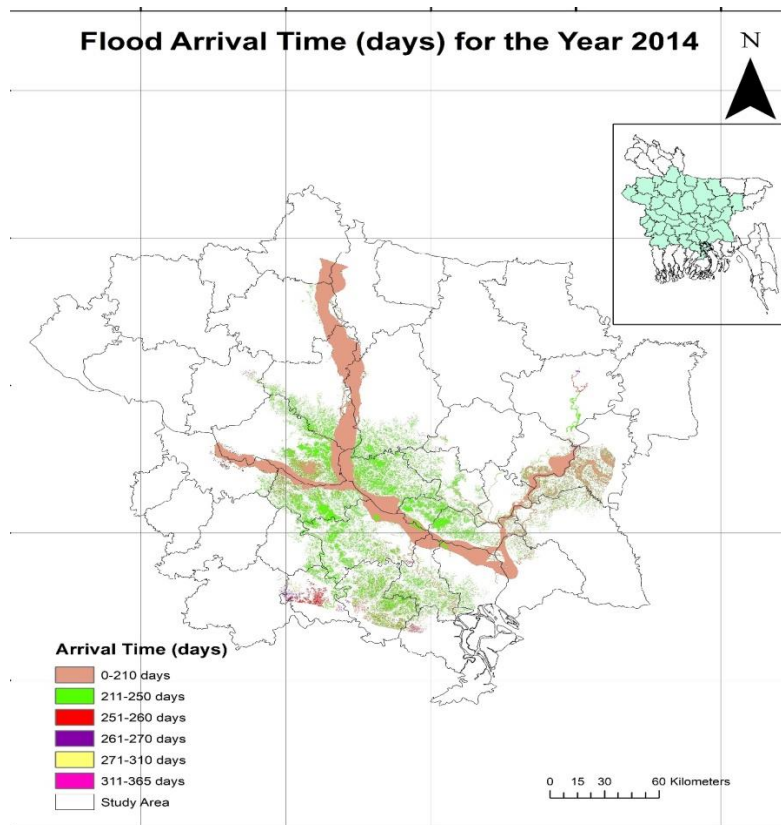 Flood Arrival Time (days) for the Year 2014
N
Arrival Time (days)
0-210 days
211-250 days
251-260 days
261-270 days
271-310 days
311-365 days
Study Area
0 15 30 60 Kilometers